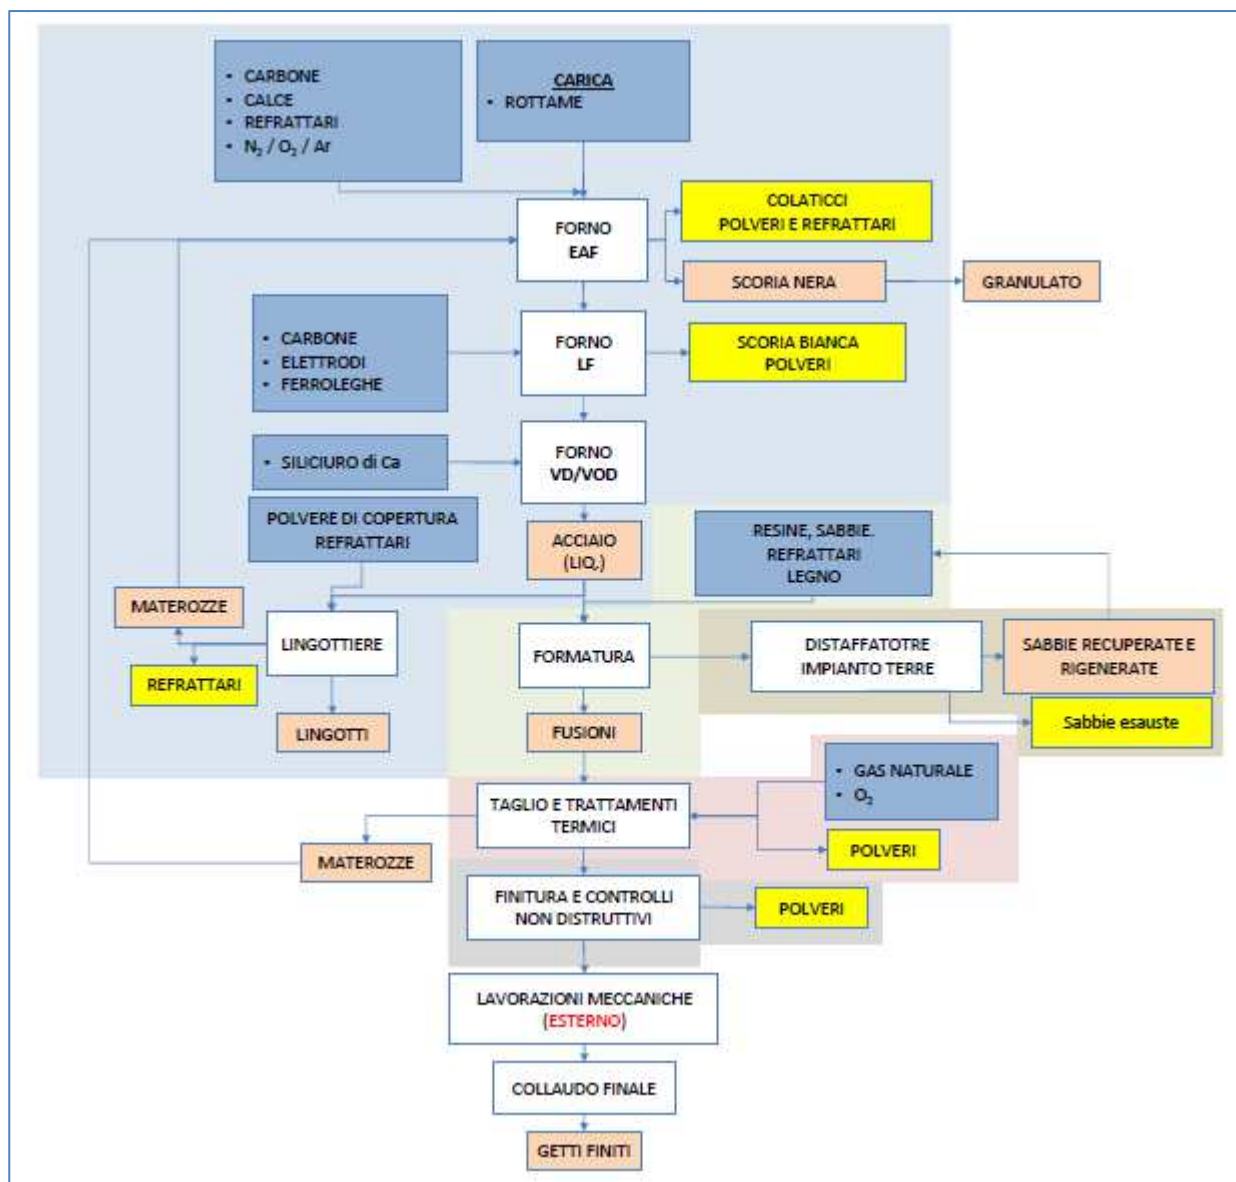 • CARBONE
• CALCE
• REFRATTARI
• N₂ / O₂ / Ar
CARICA
• ROTTAME
FORNO
EAF
COLATICCI
POLVERI E REFRATTARI
SCORIA NERA
GRANULATO
• CARBONE
• ELETTRODI
• FERROLEGHE
FORNO
LF
SCORIA BIANCA
POLVERI
• SILICIURO di Ca
FORNO
VD/VOD
POLVERE DI COPERTURA
REFRATTARI
ACCIAIO
(LIQ.)
RESINE, SABBIE.
REFRATTARI
LEGNO
MATEROZZE
LINGOTTIERE
FORMATURA
DISTAFFATOTRE
IMPIANTO TERRE
SABBIE RECUPERATE E
RIGENERATE
REFRATTARI
LINGOTTI
FUSIONI
Sabbie esauste
• GAS NATURALE
• O₂
TAGLIO E TRATTAMENTI
TERMICI
POLVERI
MATEROZZE
FINITURA E CONTROLLI
NON DISTRUTTIVI
POLVERI
LAVORAZIONI MECCANICHE
(ESTERNO)
COLLAUDO FINALE
GETTI FINITI